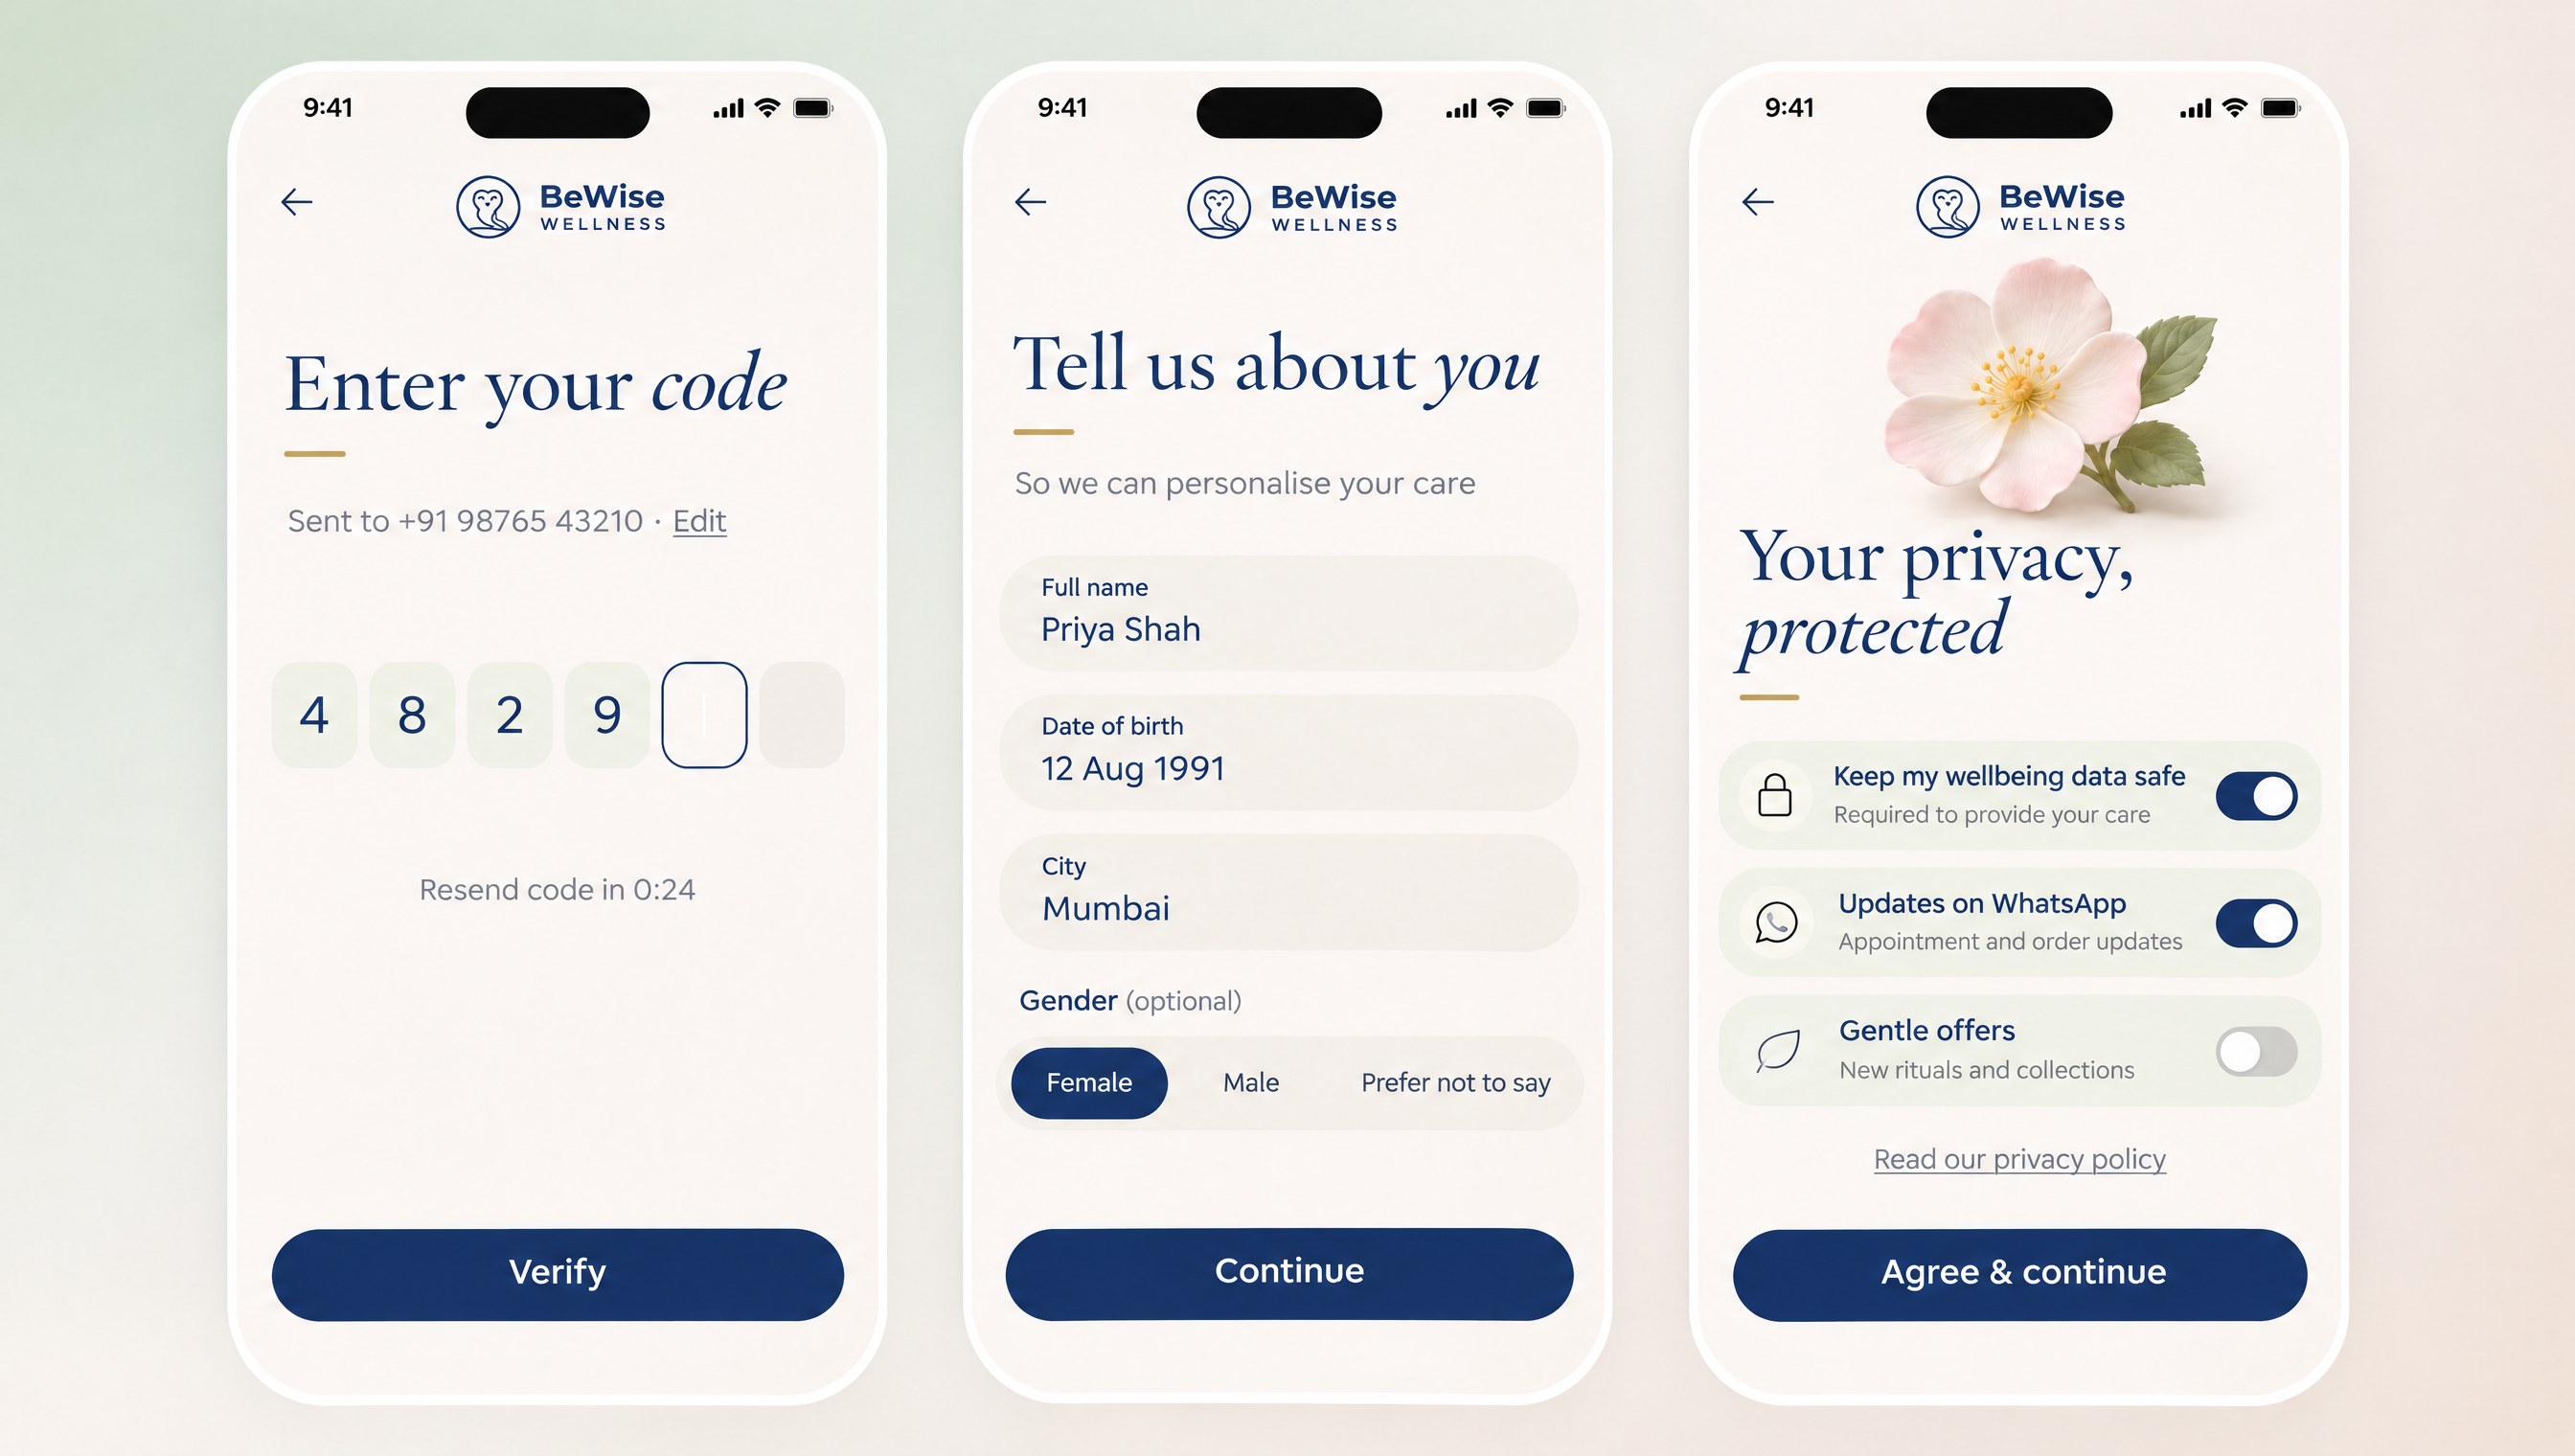 9:41
BeWise
WELLNESS
Enter your code
Sent to +91 98765 43210 · Edit
4 8 2 9
Resend code in 0:24
Verify
9:41
BeWise
WELLNESS
Tell us about you
So we can personalise your care
Full name
Priya Shah
Date of birth
12 Aug 1991
City
Mumbai
Gender (optional)
Female Male Prefer not to say
Continue
9:41
BeWise
WELLNESS
Your privacy,
protected
Keep my wellbeing data safe
Required to provide your care
Updates on WhatsApp
Appointment and order updates
Gentle offers
New rituals and collections
Read our privacy policy
Agree & continue